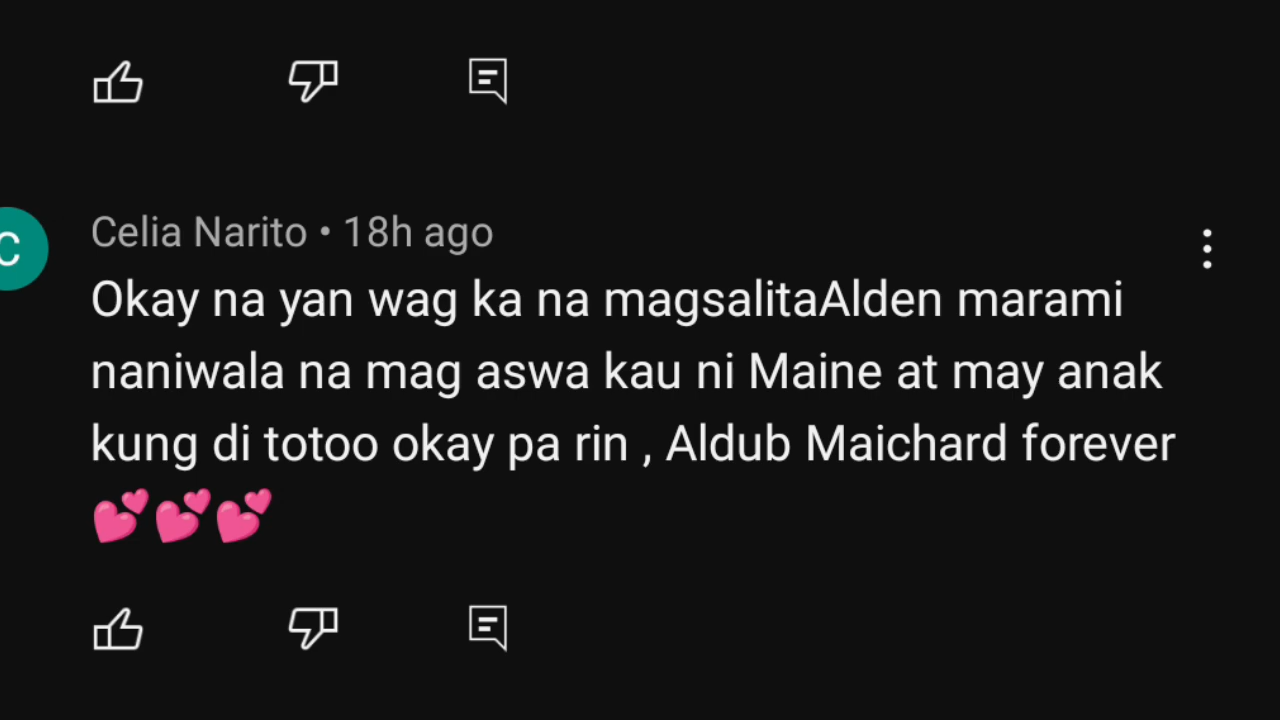 C
Celia Narito • 18h ago
Okay na yan wag ka na magsalitaAlden marami
naniwala na mag aswa kau ni Maine at may anak
kung di totoo okay pa rin , Aldub Maichard forever
💕💕💕